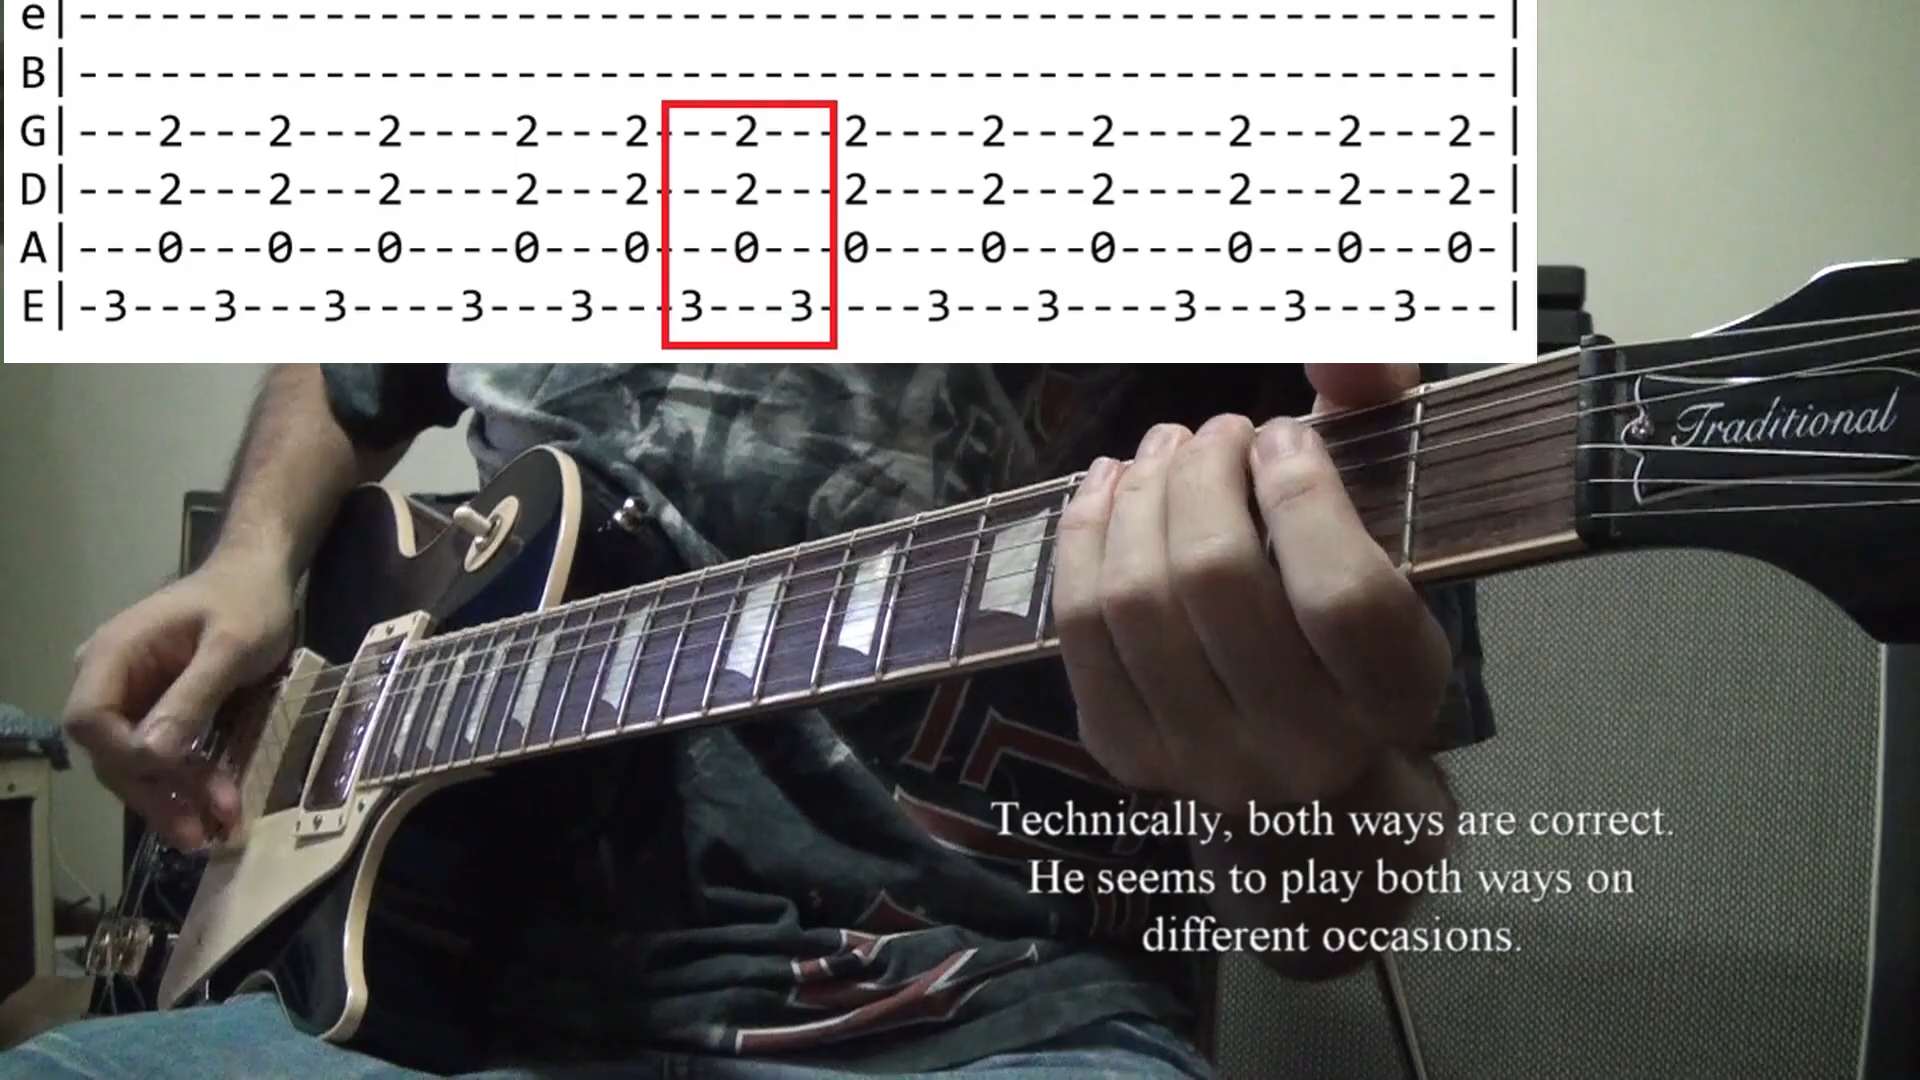 e|----------------------------------------------------|
B|----------------------------------------------------|
G|---2---2---2----2---2---2---2----2---2----2---2---2-|
D|---2---2---2----2---2---2---2----2---2----2---2---2-|
A|---0---0---0----0---0---0---0----0---0----0---0---0-|
E|-3---3---3----3---3---3---3----3---3----3---3---3---|
Traditional
Technically, both ways are correct.
He seems to play both ways on
different occasions.